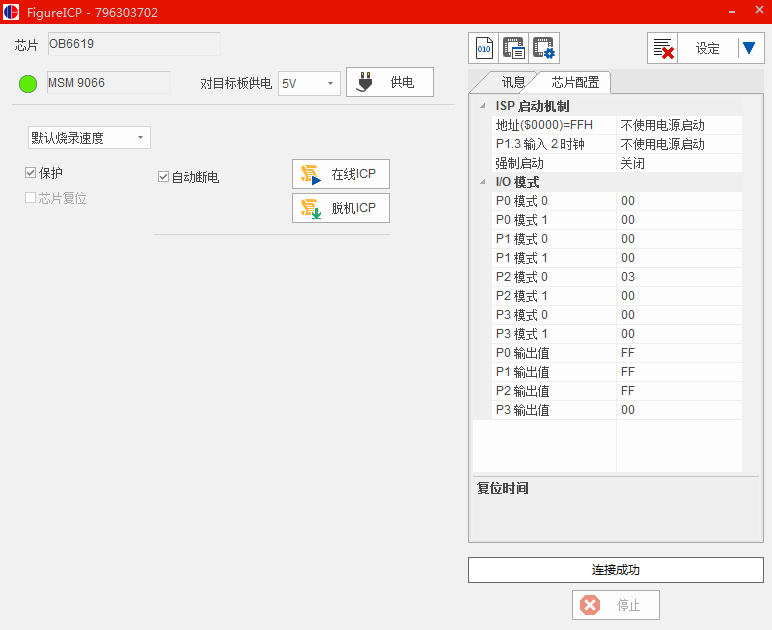 FigureICP - 796303702
芯片 OB6619
MSM 9066 对目标板供电 5V 供电
默认烧录速度
保护
自动断电
芯片复位
在线ICP
脱机ICP
010 设定
讯息 芯片配置
ISP 启动机制
地址($0000)=FFH 不使用电源启动
P1.3 输入 2 时钟 不使用电源启动
强制启动 关闭
I/O 模式
P0 模式 0 00
P0 模式 1 00
P1 模式 0 00
P1 模式 1 00
P2 模式 0 03
P2 模式 1 00
P3 模式 0 00
P3 模式 1 00
P0 输出值 FF
P1 输出值 FF
P2 输出值 FF
P3 输出值 00
复位时间
连接成功
停止